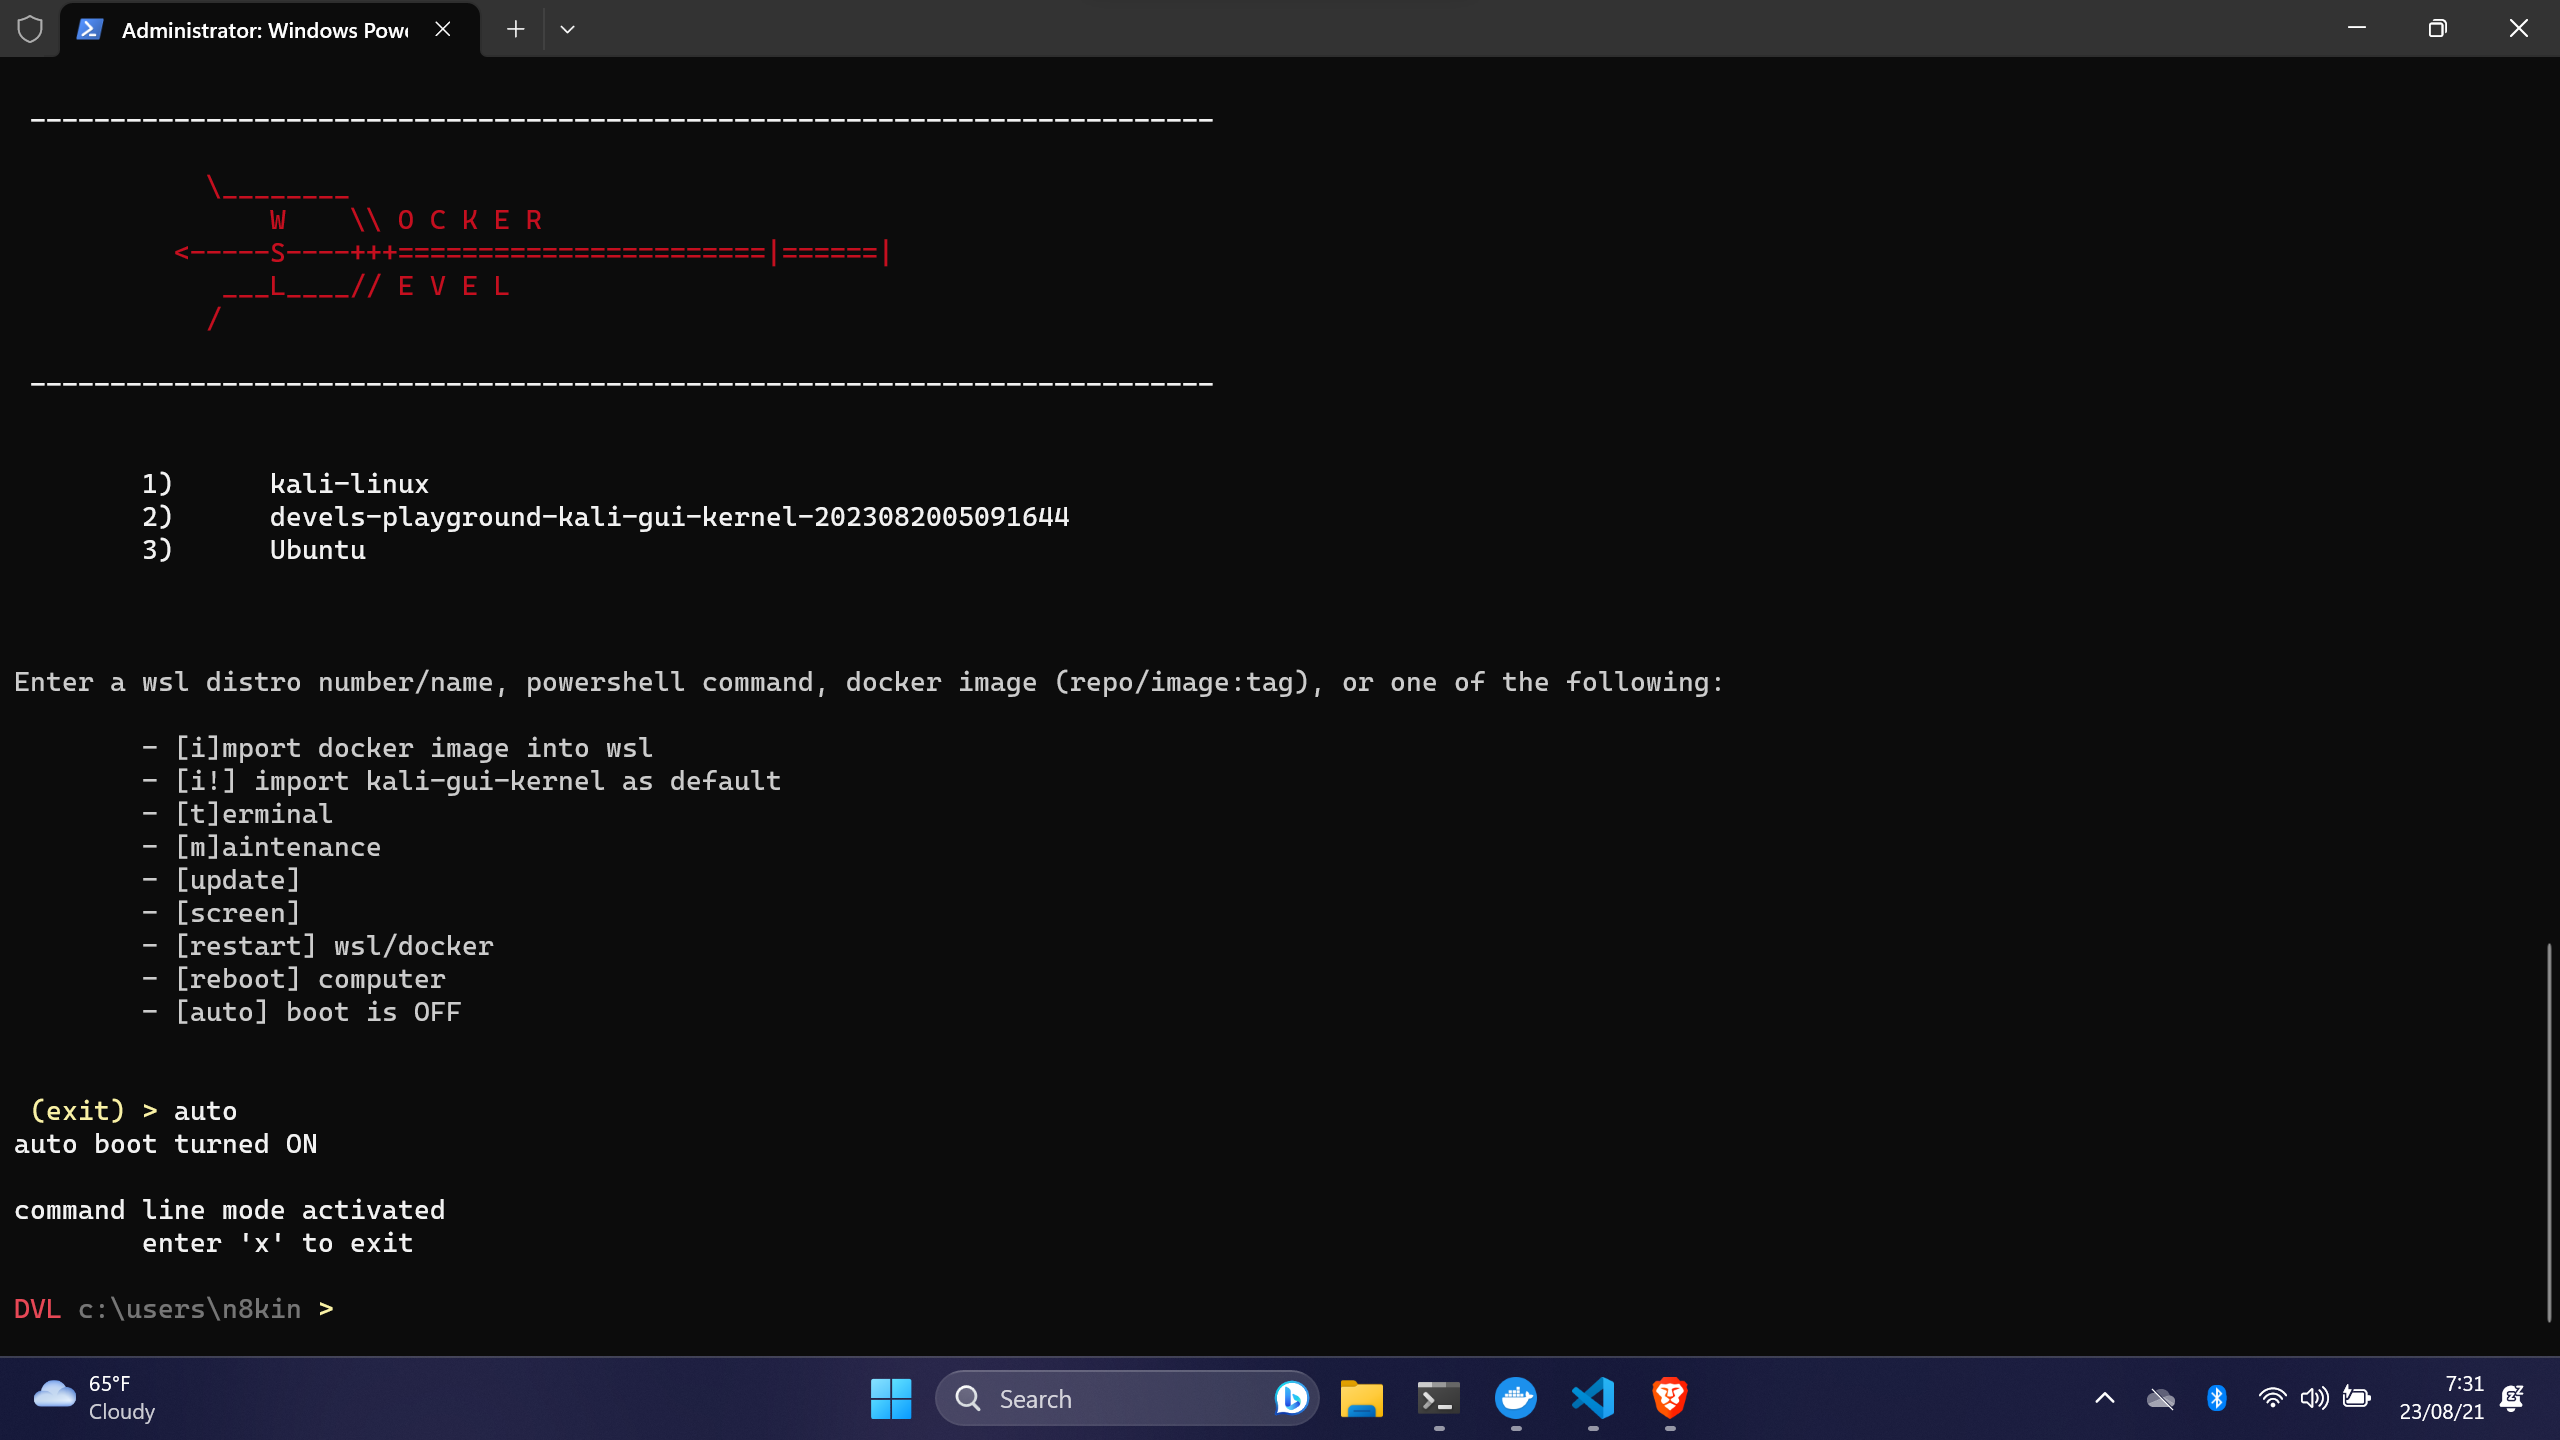 Administrator: Windows Powe
--------------------------------------------------------------------------
\________
W    \\ O C K E R
<-----S----+++=======================|======|
___L____// E V E L
/
--------------------------------------------------------------------------
1)      kali-linux
2)      devels-playground-kali-gui-kernel-2023082005091644
3)      Ubuntu
Enter a wsl distro number/name, powershell command, docker image (repo/image:tag), or one of the following:
- [i]mport docker image into wsl
- [i!] import kali-gui-kernel as default
- [t]erminal
- [m]aintenance
- [update]
- [screen]
- [restart] wsl/docker
- [reboot] computer
- [auto] boot is OFF
(exit) > auto
auto boot turned ON
command line mode activated
enter 'x' to exit
DVL c:\users\n8kin >
65°F
Cloudy
Search
7:31
23/08/21